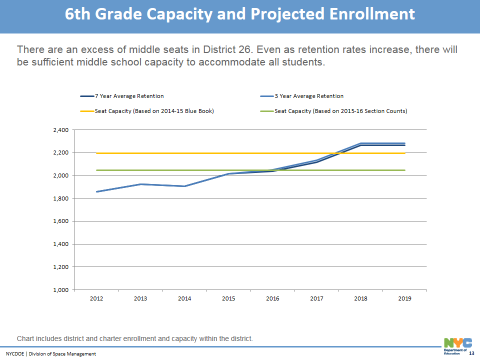 6th Grade Capacity and Projected Enrollment
There are an excess of middle seats in District 26. Even as retention rates increase, there will
be sufficient middle school capacity to accommodate all students.
7 Year Average Retention
3 Year Average Retention
Seat Capacity (Based on 2014-15 Blue Book)
Seat Capacity (Based on 2015-16 Section Counts)
2,400
2,200
2,000
1,800
1,600
1,400
1,200
1,000
2012 2013 2014 2015 2016 2017 2018 2019
Chart includes district and charter enrollment and capacity within the district.
NYCDOE | Division of Space Management
NYC
Department of
Education
13